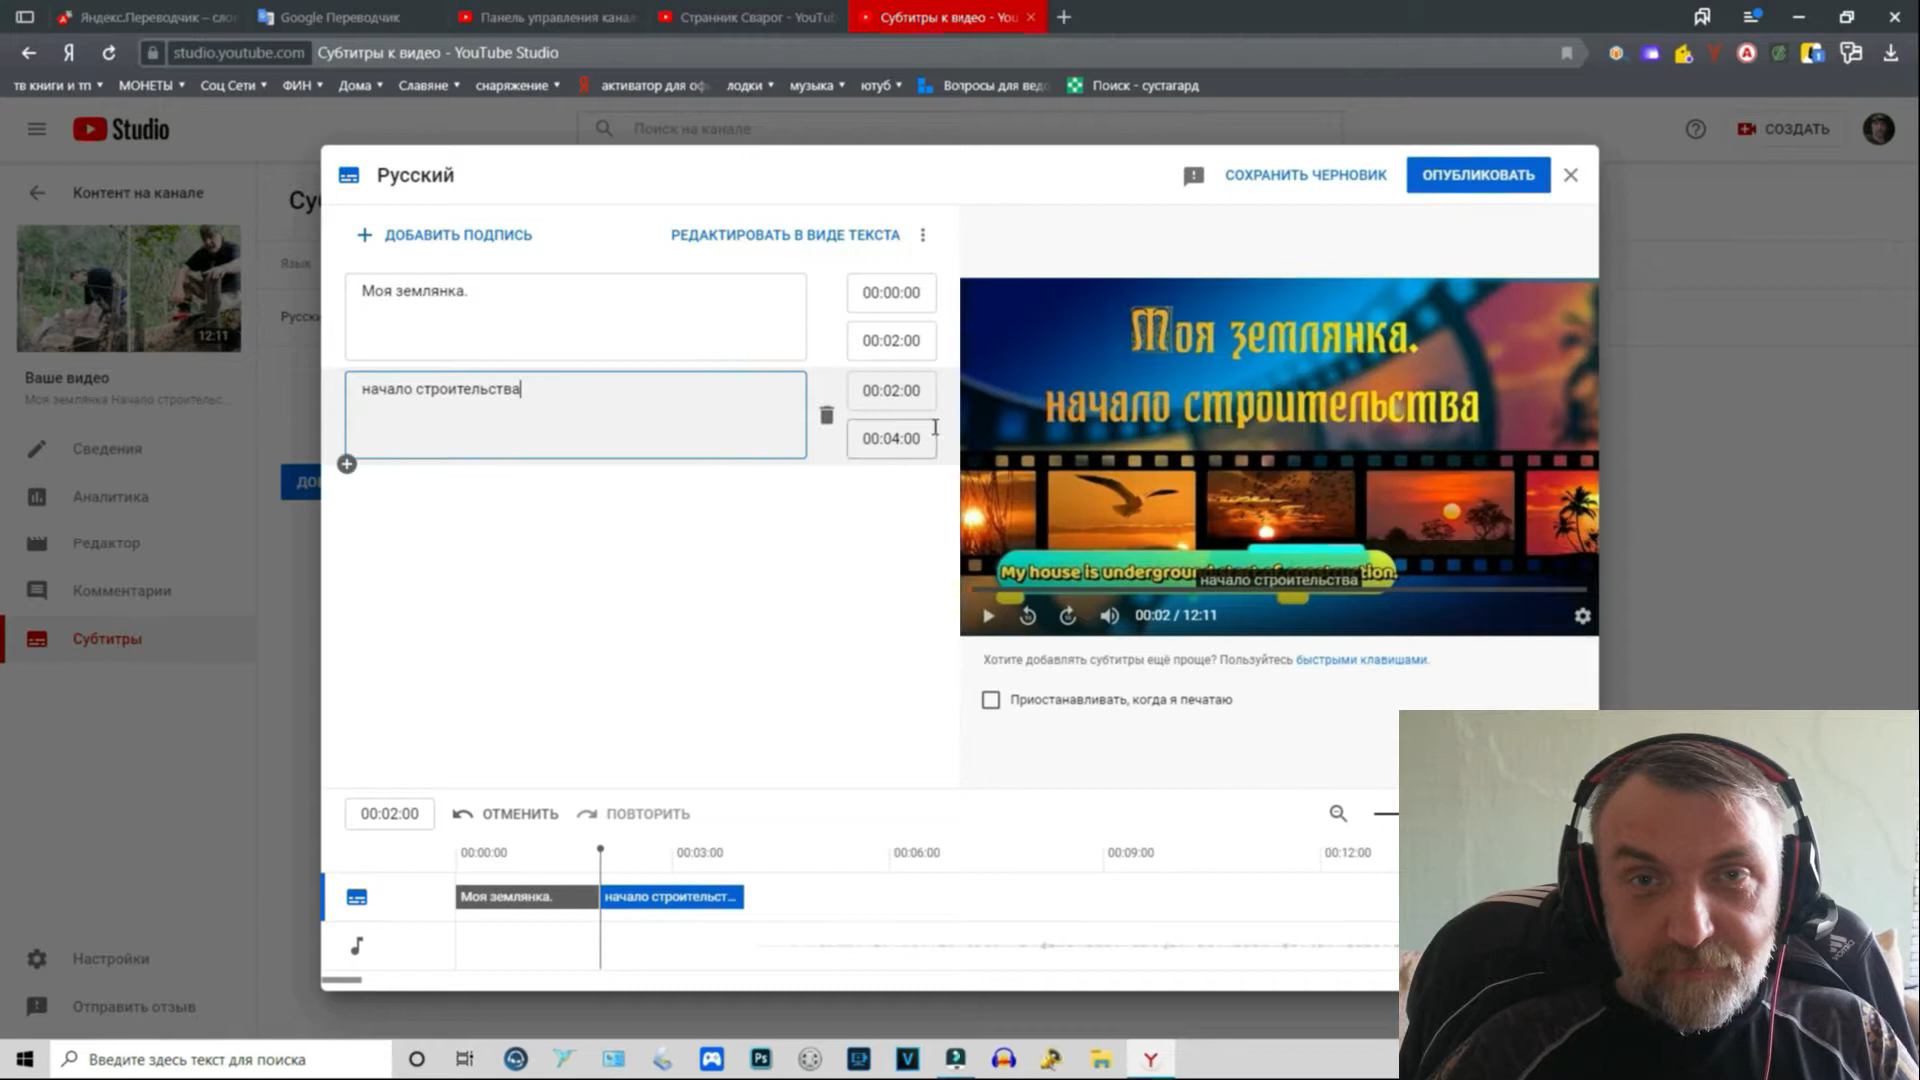 Яндекс.Переводчик – сло
Google Переводчик
Панель управления кана
Странник Сварог - YouTu
Субтитры к видео - You
studio.youtube.com
Субтитры к видео - YouTube Studio
тв книги и тп
МОНЕТЫ
Соц Сети
ФИН
Дома
Славяне
снаряжение
активатор для оф
лодки
музыка
ютуб
Вопросы для вед
Поиск - сустагард
Studio
Поиск на канале
СОЗДАТЬ
Русский
СОХРАНИТЬ ЧЕРНОВИК
ОПУБЛИКОВАТЬ
Контент на канале
12:11
Ваше видео
Моя землянка Начало строительс...
Сведения
Аналитика
Редактор
Комментарии
Субтитры
Настройки
Отправить отзыв
Язык
ДОБАВИТЬ ПОДПИСЬ
РЕДАКТИРОВАТЬ В ВИДЕ ТЕКСТА
Моя землянка.
00:00:00
00:02:00
начало строительства
00:02:00
00:04:00
Моя землянка.
начало строительства
начало строительства
00:02 / 12:11
Хотите добавлять субтитры ещё проще? Пользуйтесь быстрыми клавишами.
Приостанавливать, когда я печатаю
00:02:00
ОТМЕНИТЬ
ПОВТОРИТЬ
00:00:00
00:03:00
00:06:00
00:09:00
00:12:00
Моя землянка.
начало строительст...
Введите здесь текст для поиска
Ps
V